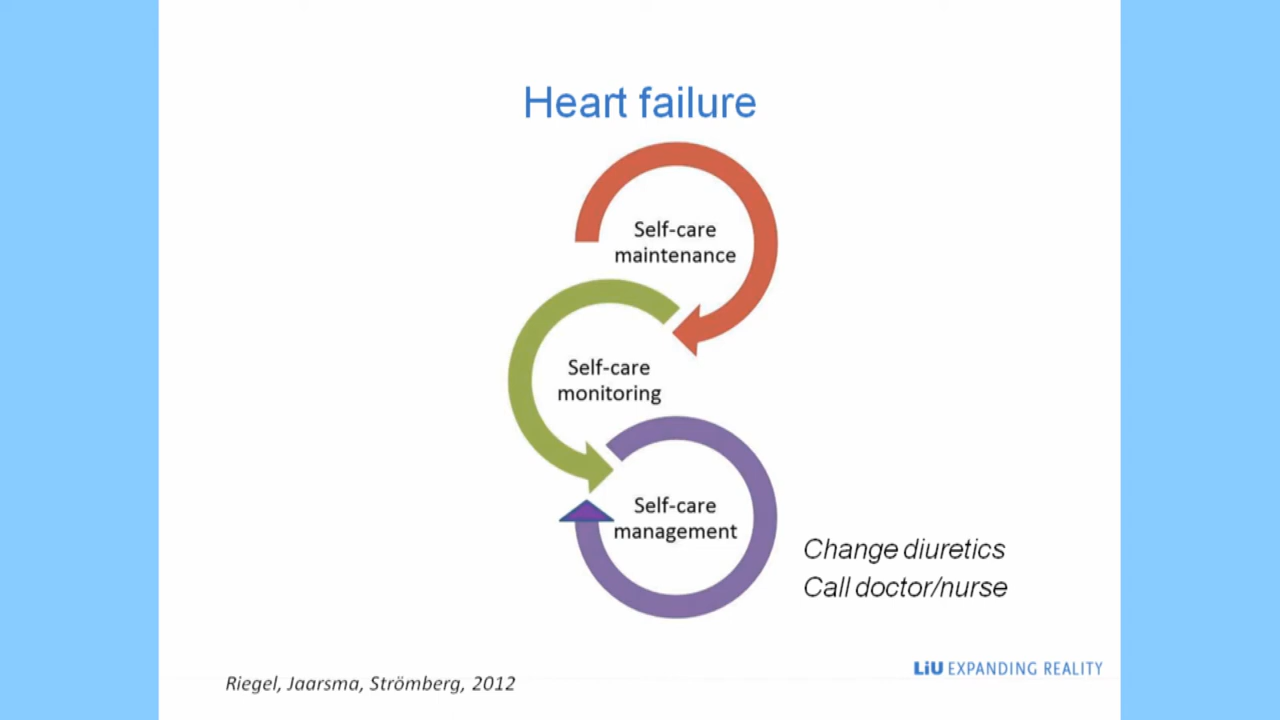 Heart failure
Self-care
maintenance
Self-care
monitoring
Self-care
management
Change diuretics
Call doctor/nurse
LiU EXPANDING REALITY
Riegel, Jaarsma, Strömberg, 2012